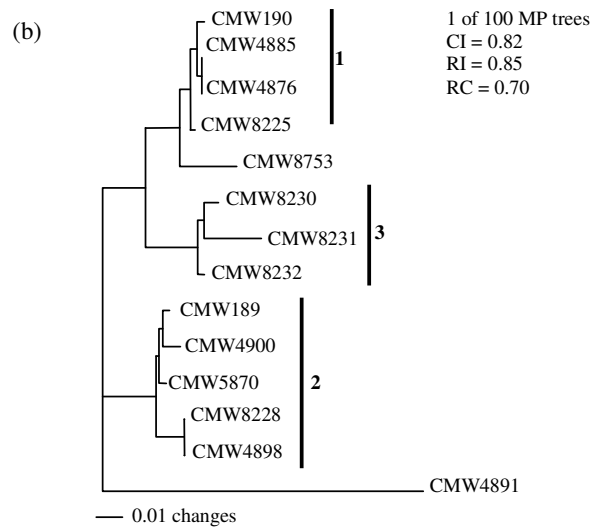 (b)
CMW190
CMW4885
CMW4876
CMW8225
1
CMW8753
CMW8230
CMW8231
CMW8232
3
CMW189
CMW4900
CMW5870
CMW8228
CMW4898
2
CMW4891
0.01 changes
1 of 100 MP trees
CI = 0.82
RI = 0.85
RC = 0.70